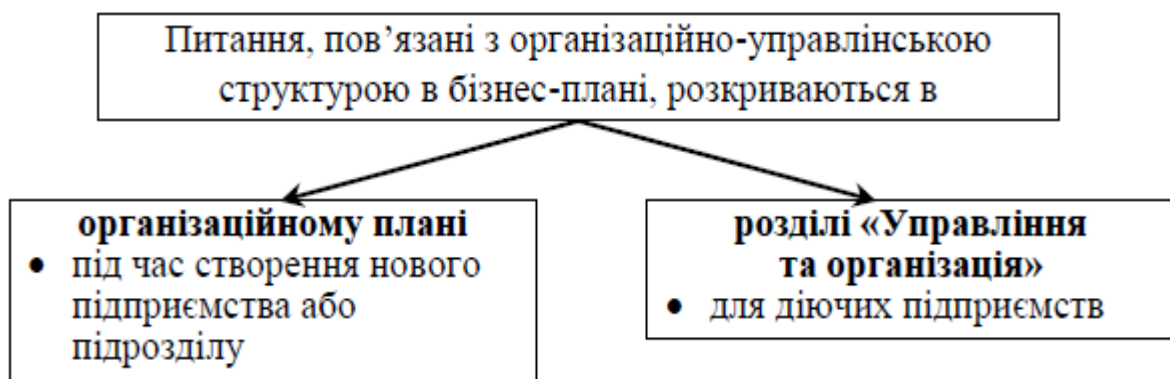 Питання, пов’язані з організаційно-управлінською
структурою в бізнес-плані, розкриваються в
організаційному плані
• під час створення нового
підприємства або
підрозділу
розділі «Управління
та організація»
• для діючих підприємств